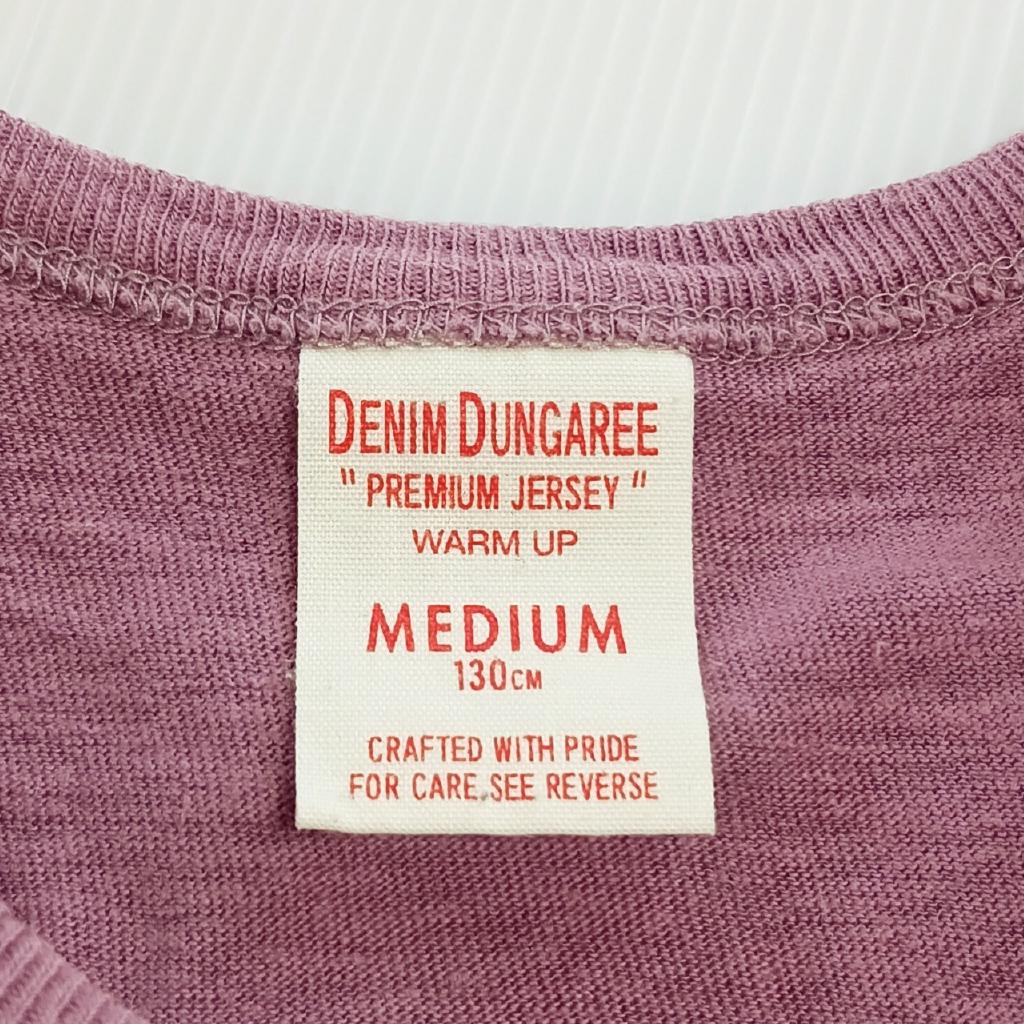 DENIM DUNGAREE
" PREMIUM JERSEY "
WARM UP
MEDIUM
130CM
CRAFTED WITH PRIDE
FOR CARE SEE REVERSE